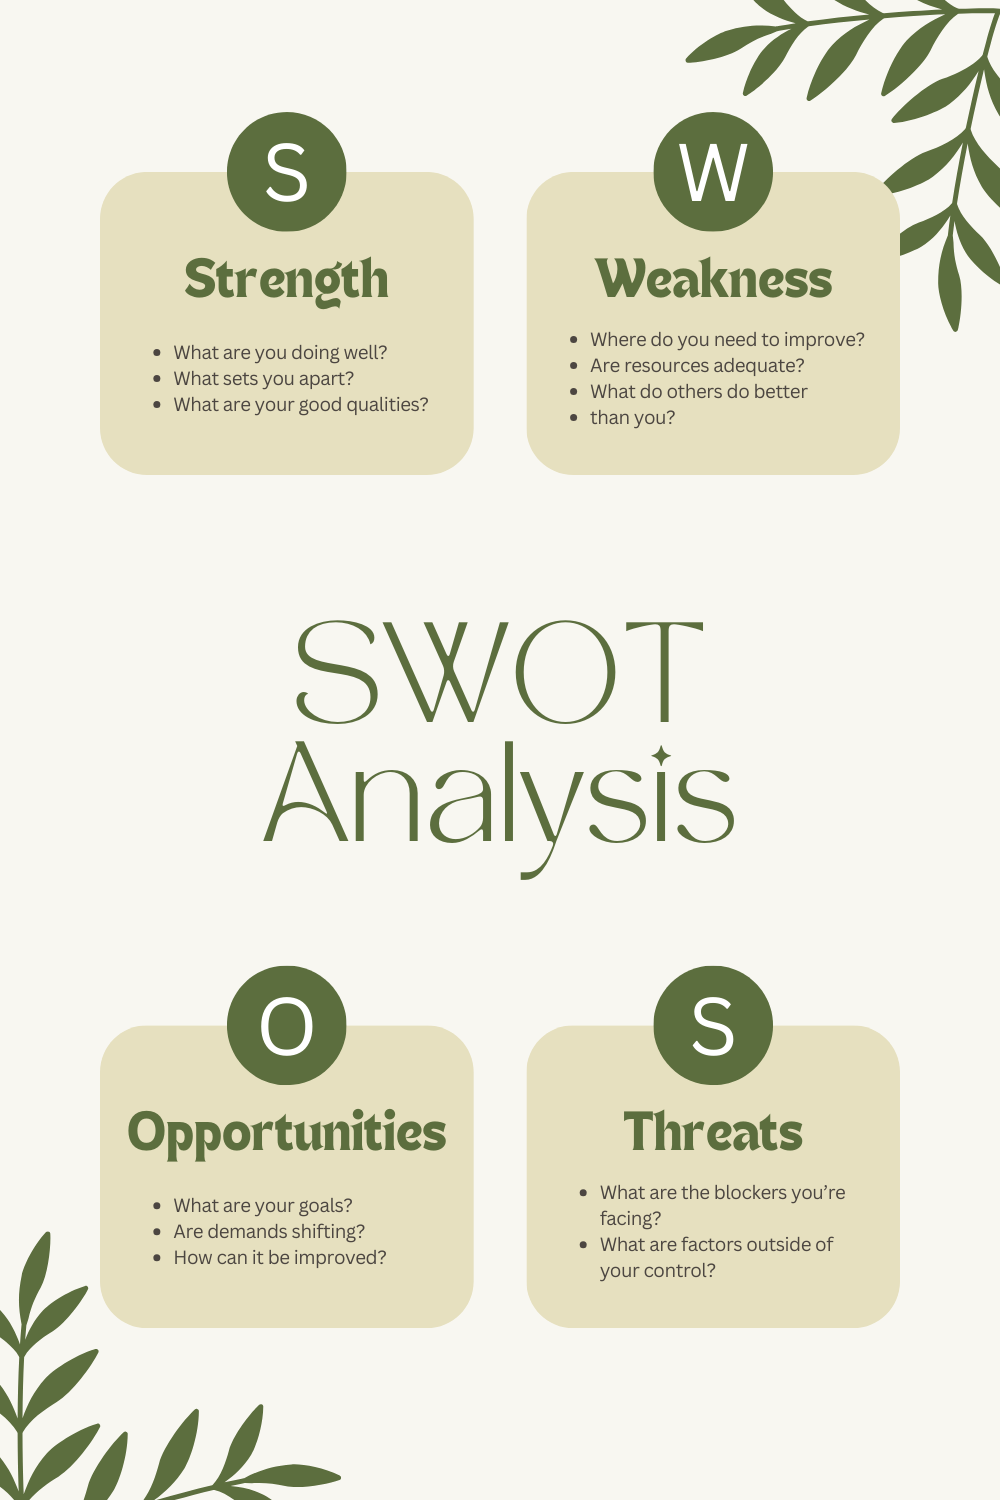 S
Strength
• What are you doing well?
• What sets you apart?
• What are your good qualities?
W
Weakness
• Where do you need to improve?
• Are resources adequate?
• What do others do better
• than you?
SWOT
Analysis
O
Opportunities
• What are your goals?
• Are demands shifting?
• How can it be improved?
S
Threats
• What are the blockers you’re
facing?
• What are factors outside of
your control?